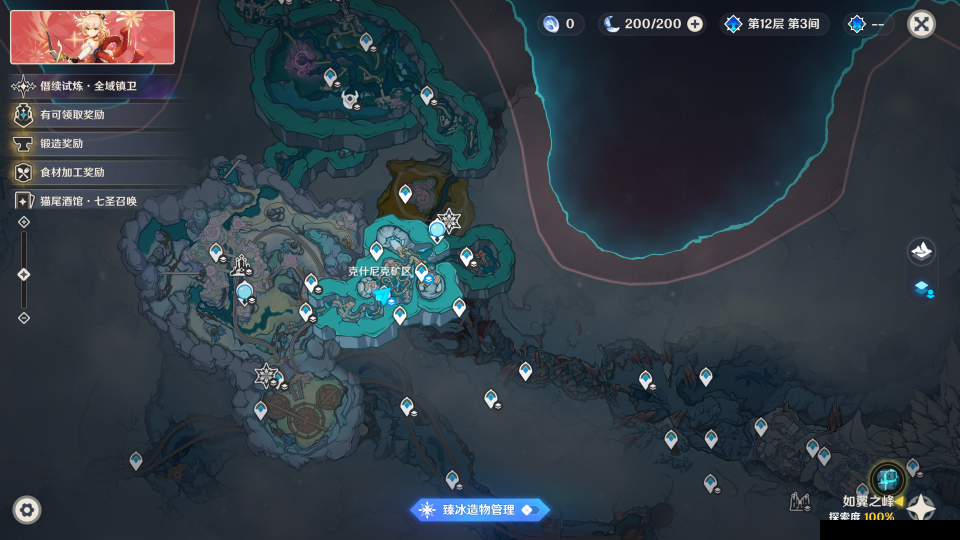 0
200/200
第12层 第3间
--
僭续试炼·全域镇卫
有可领取奖励
锻造奖励
食材加工奖励
猫尾酒馆·七圣召唤
克什尼克矿区
臻冰造物管理
如翼之峰
探索度 100%